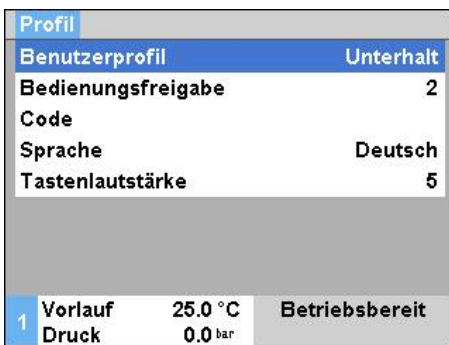 Profil
Benutzerprofil Unterhalt
Bedienungsfreigabe 2
Code
Sprache Deutsch
Tastenlautstärke 5
1 Vorlauf 25.0 °C Betriebsbereit
Druck 0.0 bar